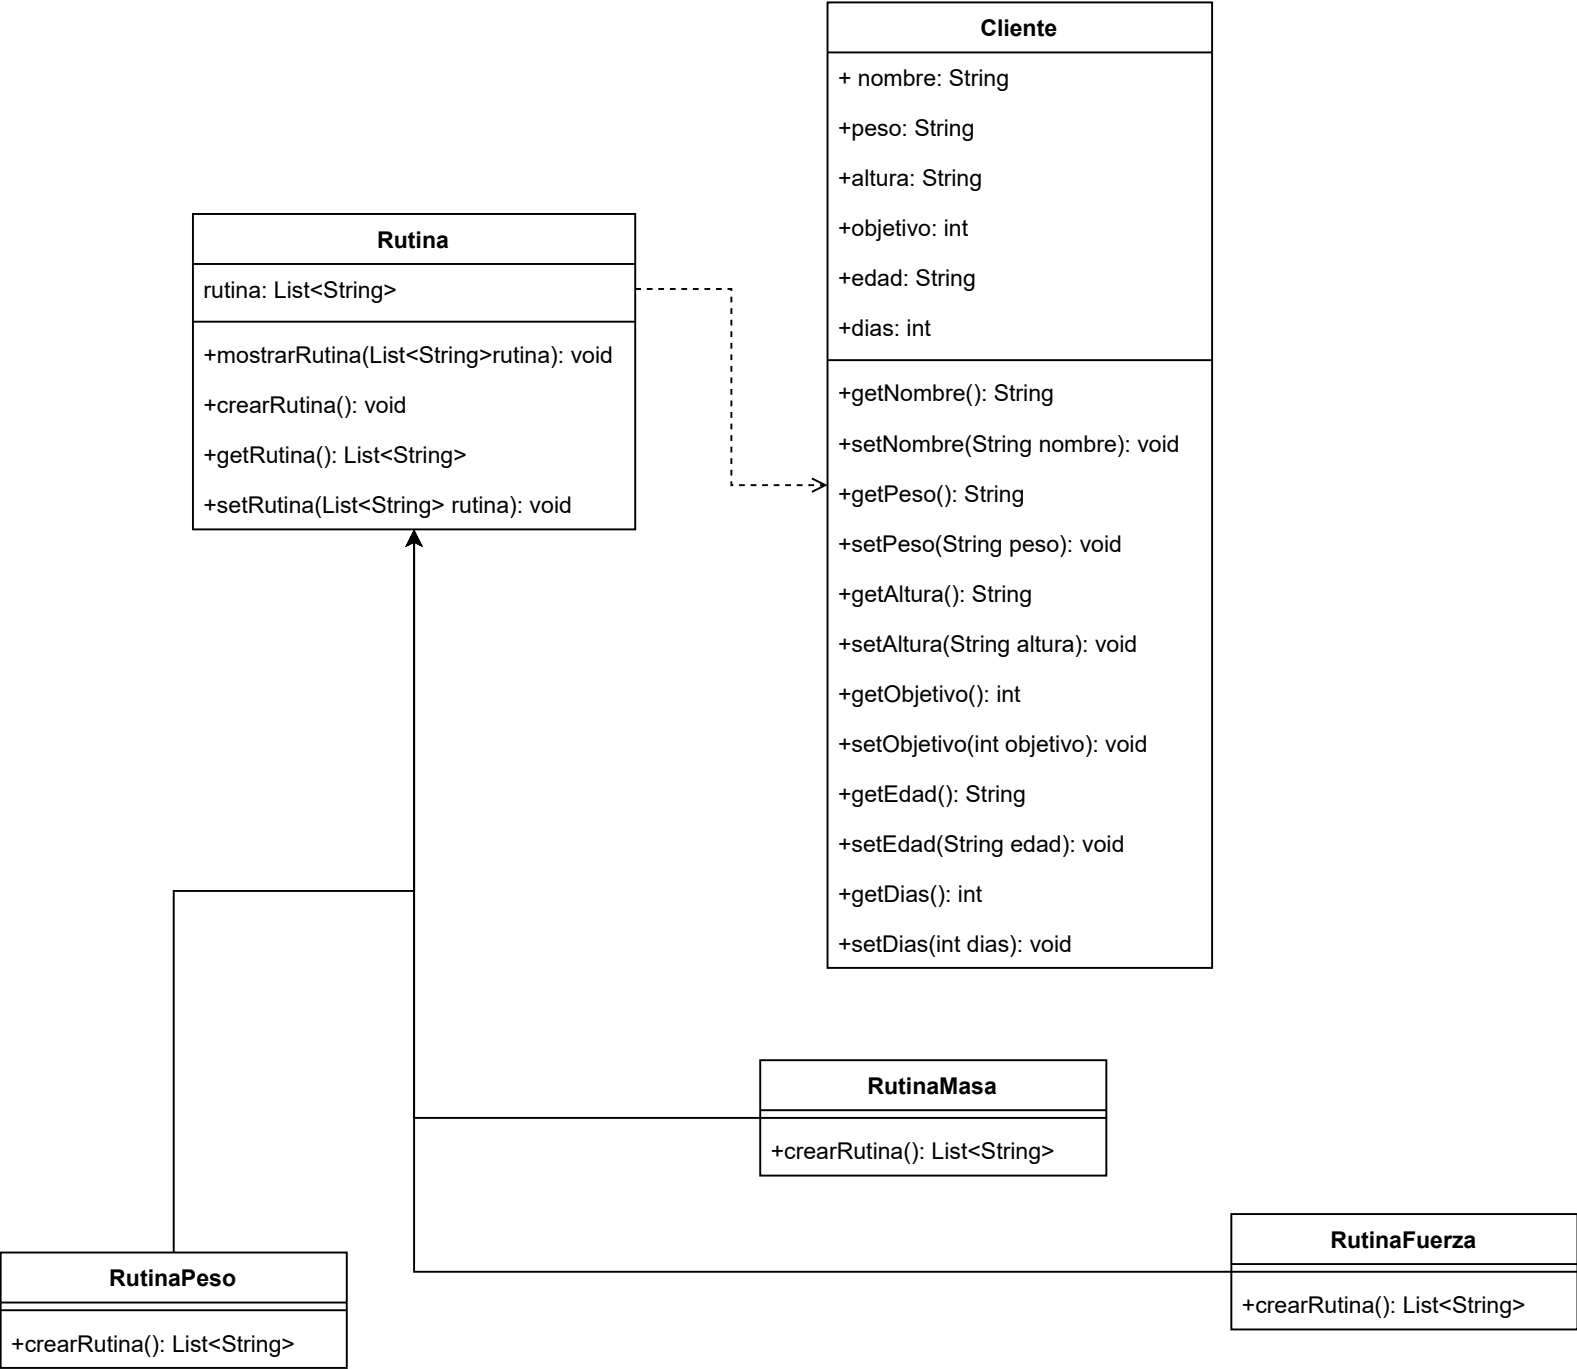 Cliente
+ nombre: String
+peso: String
+altura: String
+objetivo: int
+edad: String
+dias: int
+getNombre(): String
+setNombre(String nombre): void
+getPeso(): String
+setPeso(String peso): void
+getAltura(): String
+setAltura(String altura): void
+getObjetivo(): int
+setObjetivo(int objetivo): void
+getEdad(): String
+setEdad(String edad): void
+getDias(): int
+setDias(int dias): void
Rutina
rutina: List<String>
+mostrarRutina(List<String>rutina): void
+crearRutina(): void
+getRutina(): List<String>
+setRutina(List<String> rutina): void
RutinaMasa
+crearRutina(): List<String>
RutinaFuerza
+crearRutina(): List<String>
RutinaPeso
+crearRutina(): List<String>